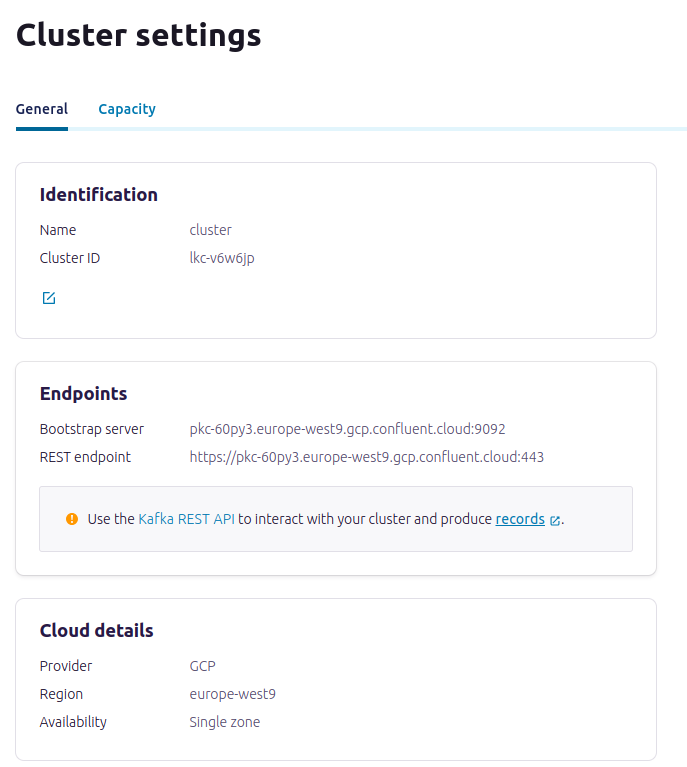 Cluster settings
General Capacity
Identification
Name cluster
Cluster ID lkc-v6w6jp
Endpoints
Bootstrap server pkc-60py3.europe-west9.gcp.confluent.cloud:9092
REST endpoint https://pkc-60py3.europe-west9.gcp.confluent.cloud:443
Use the Kafka REST API to interact with your cluster and produce records.
Cloud details
Provider GCP
Region europe-west9
Availability Single zone